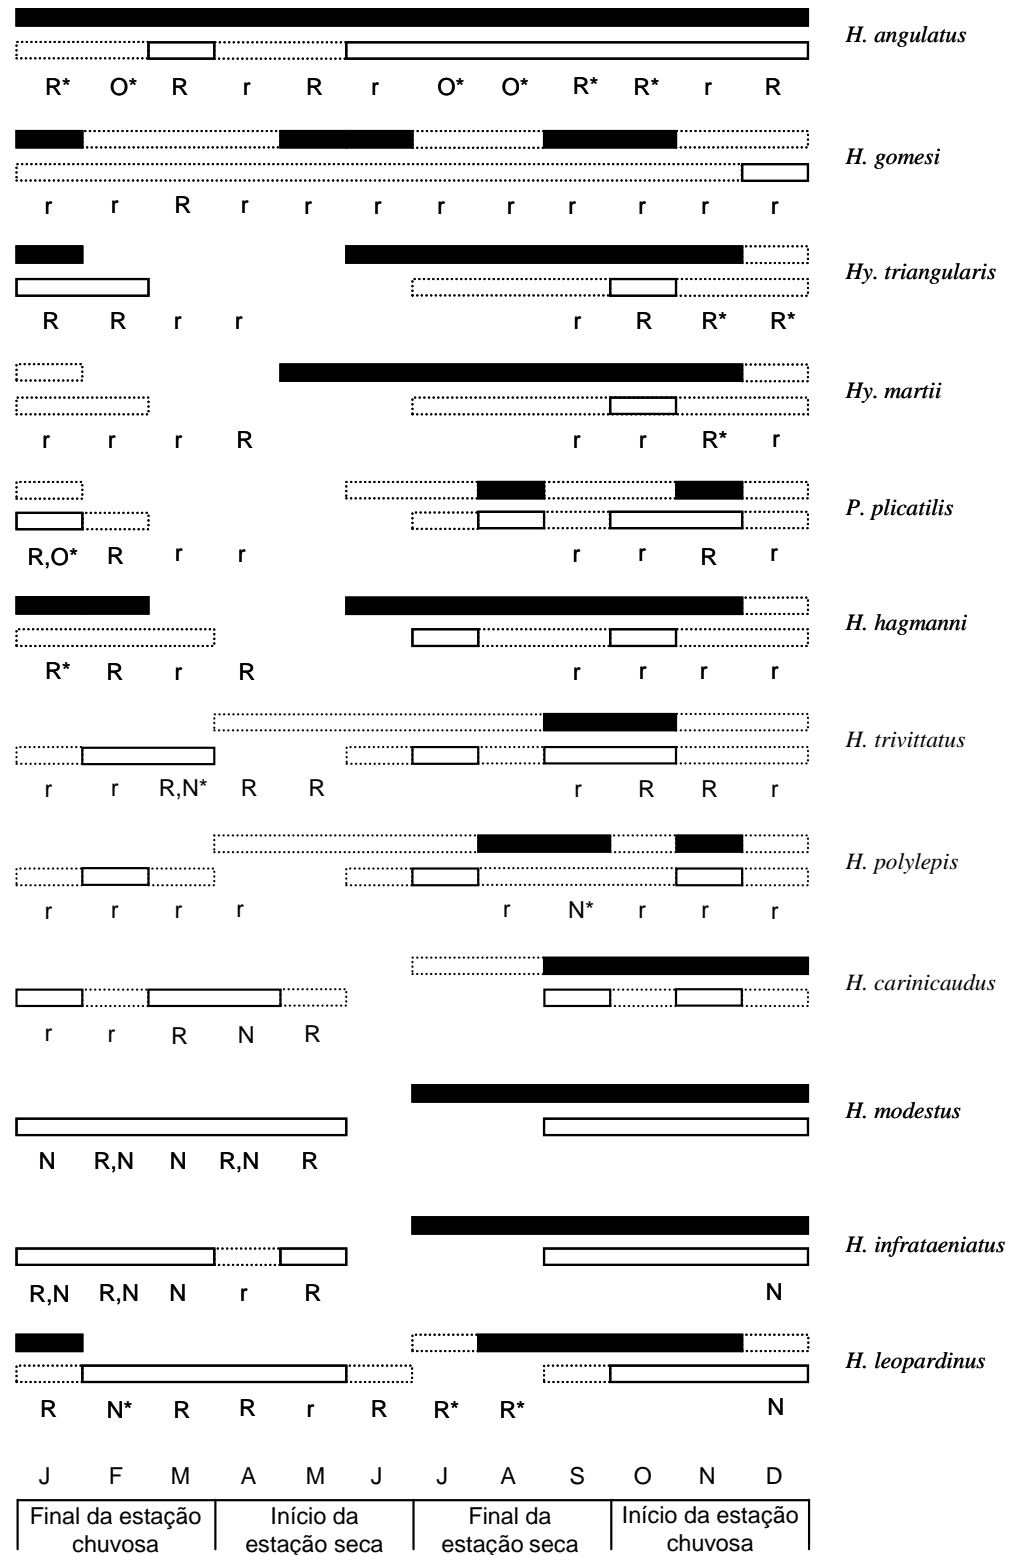 H. angulatus
R* O* R r R r O* O* R* R* r R
H. gomesi
r r R r r r r r r r r r
Hy. triangularis
R R r r r R R* R*
Hy. martii
r r r R r r R* r
P. plicatilis
R,O* R r r r r R r
H. hagmanni
R* R r R r r r r
H. trivittatus
r r R,N* R R r R R r
H. polylepis
r r r r r N* r r r
H. carinicaudus
r r R N R
H. modestus
N R,N N R,N R
H. infrataeniatus
R,N R,N N r R N
H. leopardinus
R N* R R r R R* R* N
J F M A M J J A S O N D
Final da estação Início da Final da Início da estação
chuvosa estação seca estação seca chuvosa